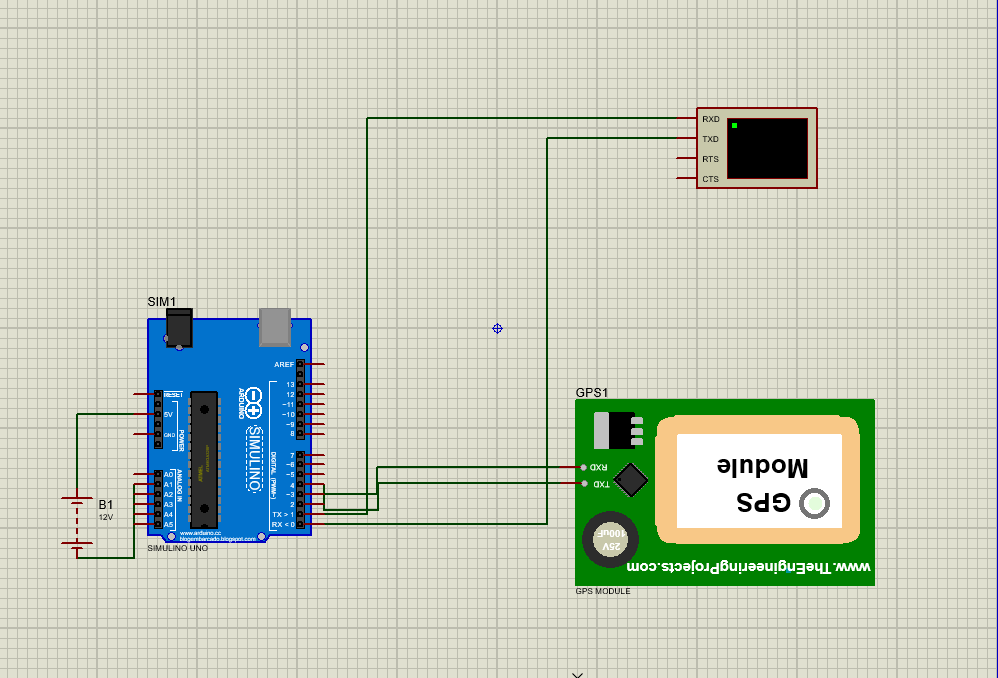 RXD
TXD
RTS
CTS
SIM1
AREF
13
12
~11
~10
~9
8
7
~6
~5
4
~3
2
TX > 1
RX < 0
DIGITAL (PWM~)
ARDUINO
SIMULINO
RESET
5V
GND
POWER
A0
A1
A2
A3
A4
A5
ANALOG IN
www.arduino.cc
blogembarcado.blogspot.com
SIMULINO UNO
B1
12V
GPS1
RXD
TXD
GPS
Module
100uF
25V
www.TheEngineeringProjects.com
GPS MODULE